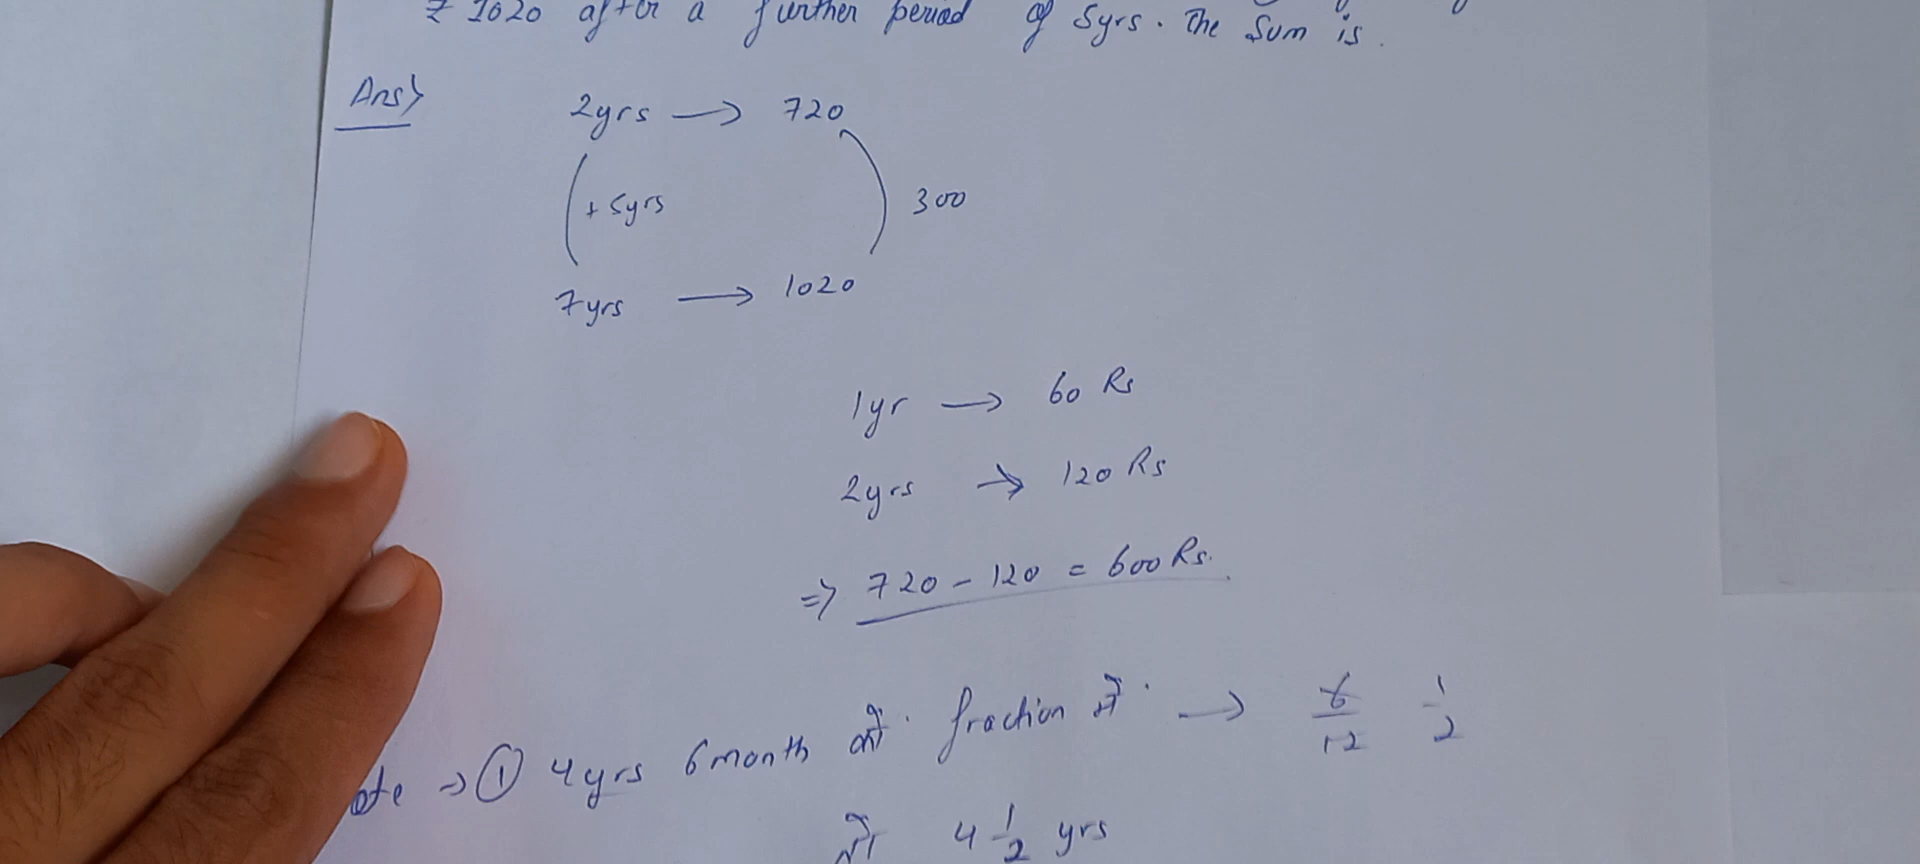 ₹ 1020 after a further period of 5yrs. The Sum is.
Ans>
2yrs → 720
+ 5yrs 300
7yrs → 1020
1yr → 60 Rs
2yrs → 120 Rs
=> 720 - 120 = 600 Rs.
ote => ① 4yrs 6month को fraction में → 6/12 1/2
4 1/2 yrs